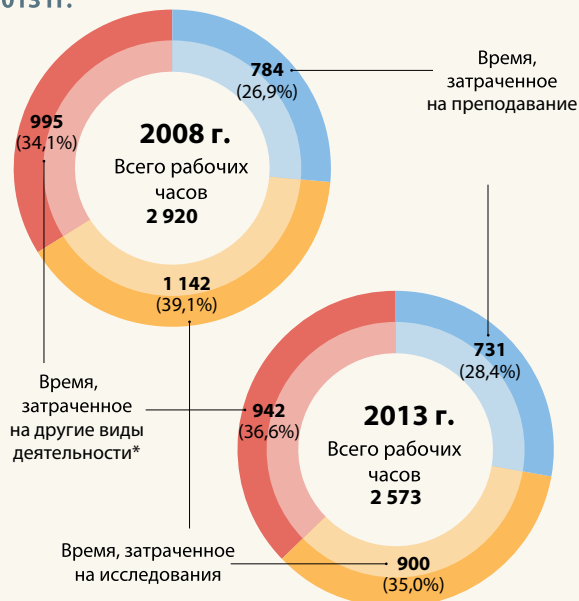 2013 гг.
784
(26,9%)
Время,
затраченное
на преподавание
995
(34,1%)
2008 г.
Всего рабочих
часов
2 920
1 142
(39,1%)
731
(28,4%)
Время,
затраченное
на другие виды
деятельности*
942
(36,6%)
2013 г.
Всего рабочих
часов
2 573
Время, затраченное
на исследования
900
(35,0%)